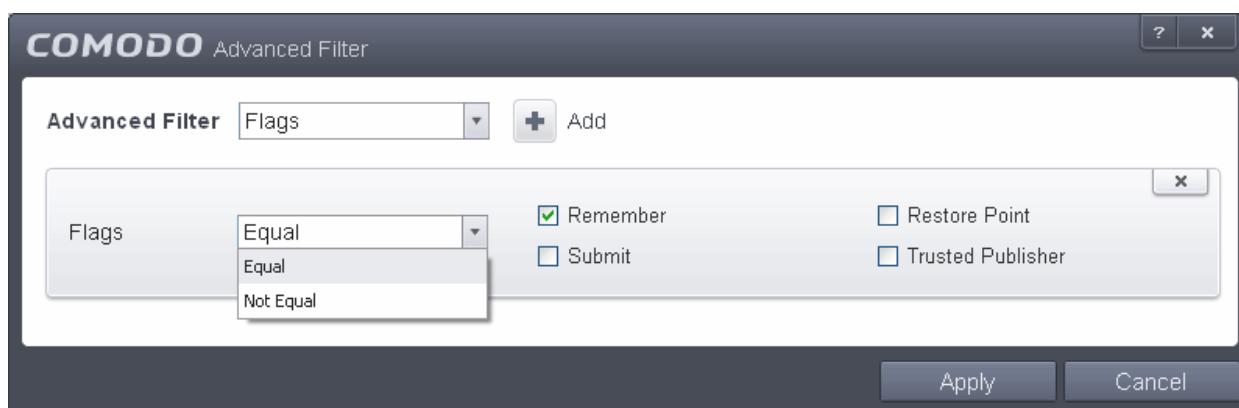 COMODO Advanced Filter
? ×
Advanced Filter Flags + Add
×
Flags Equal
Equal
Not Equal
Remember
Submit
Restore Point
Trusted Publisher
Apply Cancel